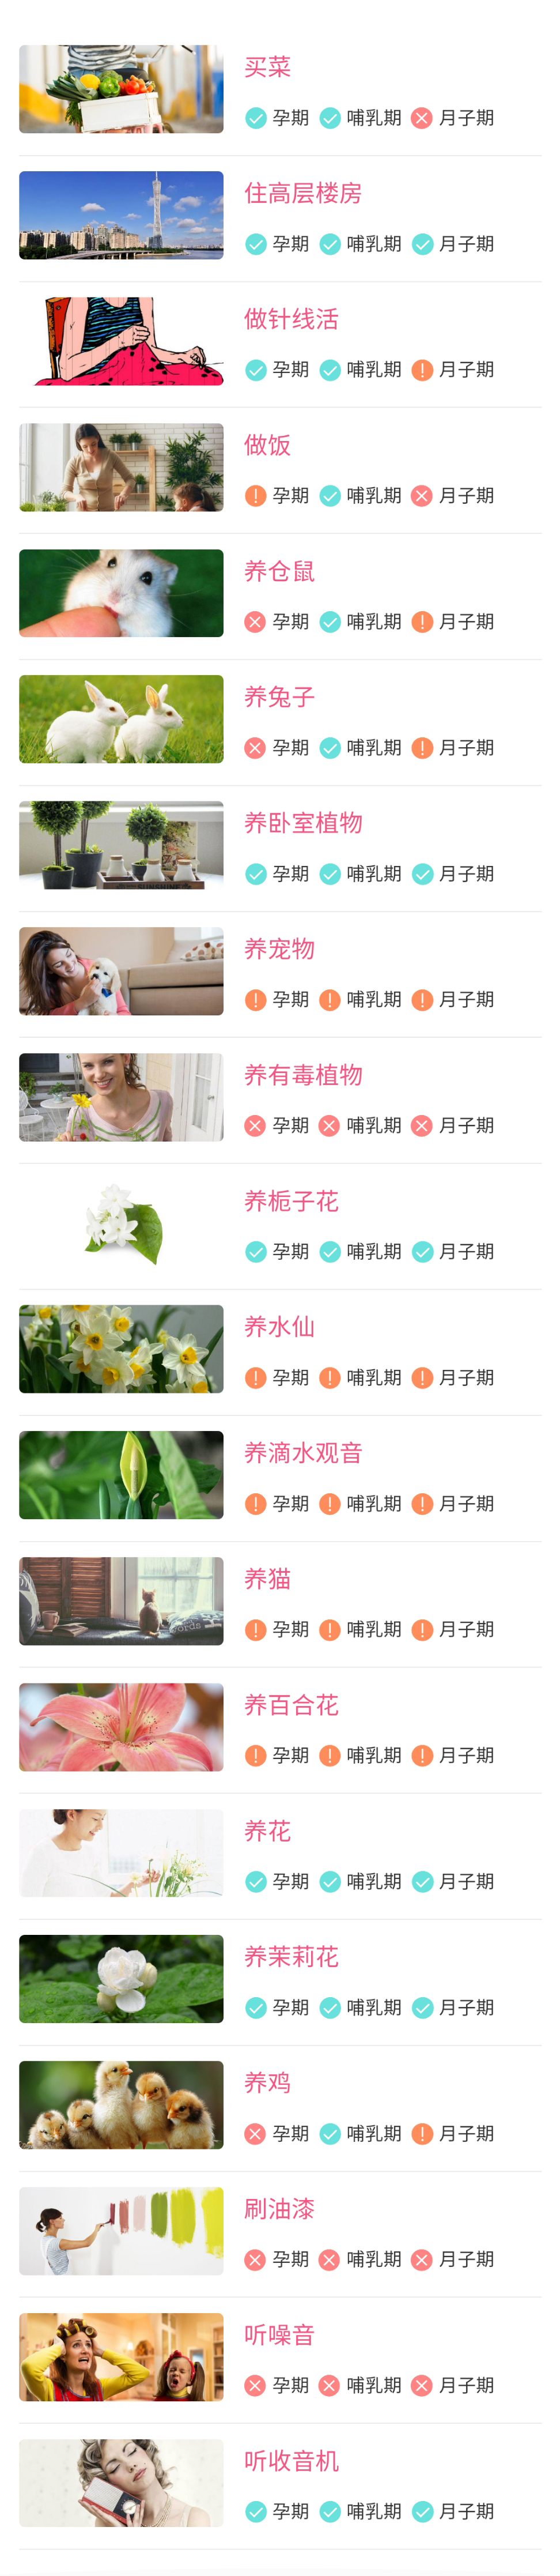 买菜
孕期 哺乳期 月子期
住高层楼房
孕期 哺乳期 月子期
做针线活
孕期 哺乳期 月子期
做饭
孕期 哺乳期 月子期
养仓鼠
孕期 哺乳期 月子期
养兔子
孕期 哺乳期 月子期
养卧室植物
SUNSHINE
孕期 哺乳期 月子期
养宠物
孕期 哺乳期 月子期
养有毒植物
孕期 哺乳期 月子期
养栀子花
孕期 哺乳期 月子期
养水仙
孕期 哺乳期 月子期
养滴水观音
孕期 哺乳期 月子期
养猫
words
孕期 哺乳期 月子期
养百合花
孕期 哺乳期 月子期
养花
孕期 哺乳期 月子期
养茉莉花
孕期 哺乳期 月子期
养鸡
孕期 哺乳期 月子期
刷油漆
孕期 哺乳期 月子期
听噪音
孕期 哺乳期 月子期
听收音机
孕期 哺乳期 月子期